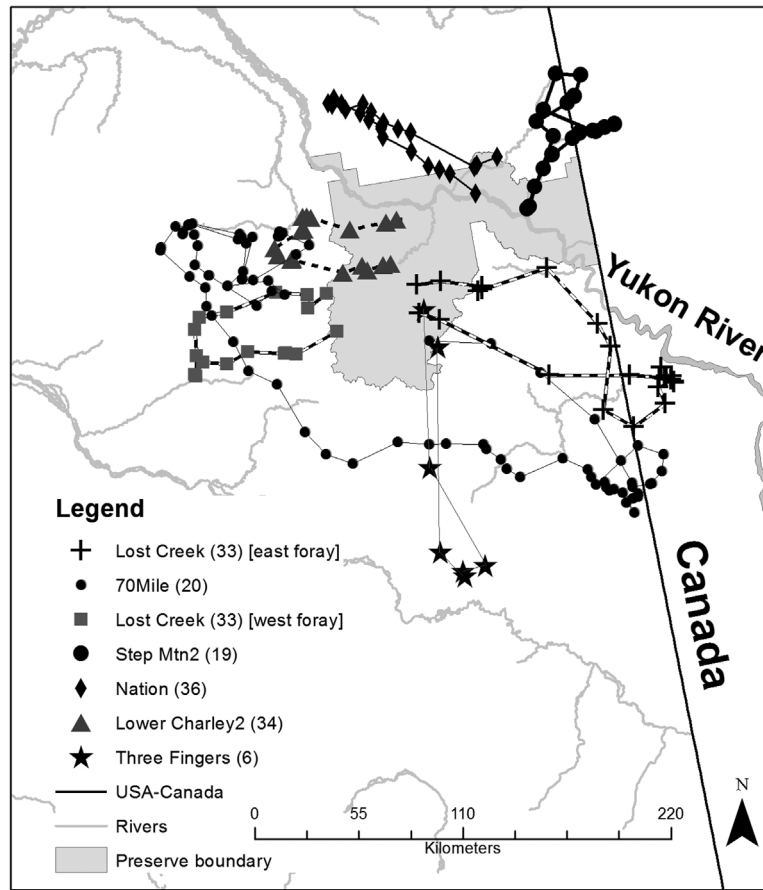 Yukon River
Canada
Legend
Lost Creek (33) [east foray]
70Mile (20)
Lost Creek (33) [west foray]
Step Mtn2 (19)
Nation (36)
Lower Charley2 (34)
Three Fingers (6)
USA-Canada
Rivers
Preserve boundary
0 55 110 220
Kilometers
N